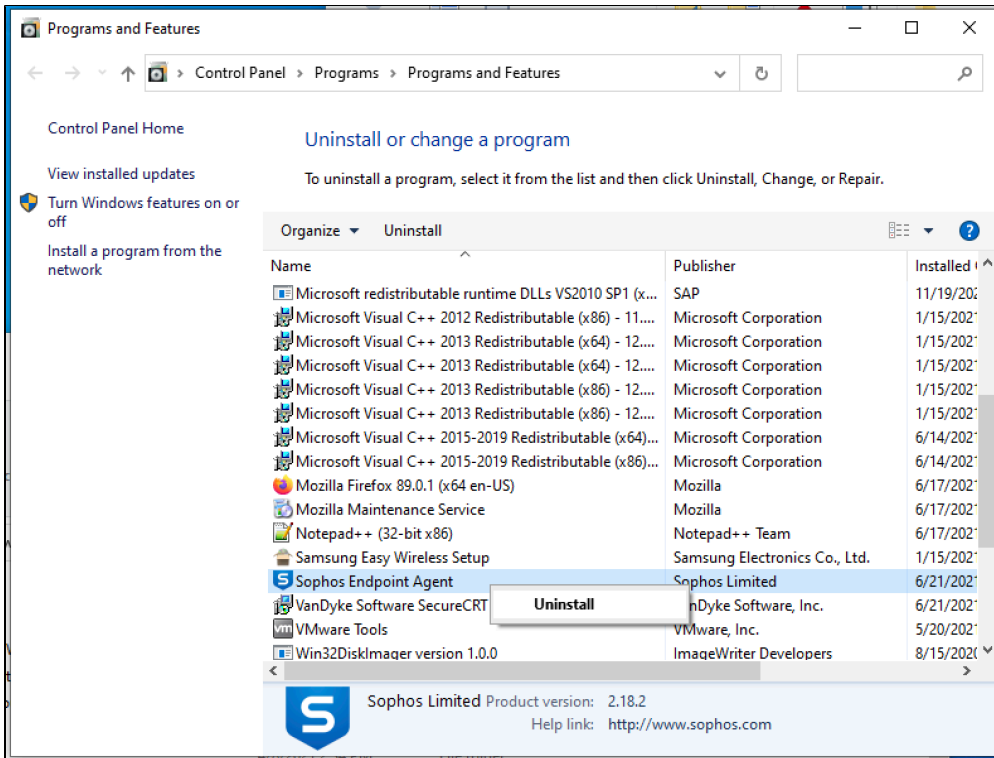 Programs and Features
Control Panel > Programs > Programs and Features
Control Panel Home
View installed updates
Turn Windows features on or
off
Install a program from the
network
Uninstall or change a program
To uninstall a program, select it from the list and then click Uninstall, Change, or Repair.
Organize Uninstall
Name Publisher Installed
Microsoft redistributable runtime DLLs VS2010 SP1 (x... SAP 11/19/202
Microsoft Visual C++ 2012 Redistributable (x86) - 11.... Microsoft Corporation 1/15/2021
Microsoft Visual C++ 2013 Redistributable (x64) - 12.... Microsoft Corporation 1/15/2021
Microsoft Visual C++ 2013 Redistributable (x64) - 12.... Microsoft Corporation 1/15/2021
Microsoft Visual C++ 2013 Redistributable (x86) - 12.... Microsoft Corporation 1/15/2021
Microsoft Visual C++ 2013 Redistributable (x86) - 12.... Microsoft Corporation 1/15/2021
Microsoft Visual C++ 2015-2019 Redistributable (x64)... Microsoft Corporation 6/14/2021
Microsoft Visual C++ 2015-2019 Redistributable (x86)... Microsoft Corporation 6/14/2021
Mozilla Firefox 89.0.1 (x64 en-US) Mozilla 6/17/2021
Mozilla Maintenance Service Mozilla 6/17/2021
Notepad++ (32-bit x86) Notepad++ Team 6/17/2021
Samsung Easy Wireless Setup Samsung Electronics Co., Ltd. 1/15/2021
Sophos Endpoint Agent Sophos Limited 6/21/2021
VanDyke Software SecureCRT Uninstall nDyke Software, Inc. 6/21/2021
vm VMware Tools VMware, Inc. 5/20/2021
Win32DiskImager version 1.0.0 ImageWriter Developers 8/15/2020
S Sophos Limited Product version: 2.18.2
Help link: http://www.sophos.com